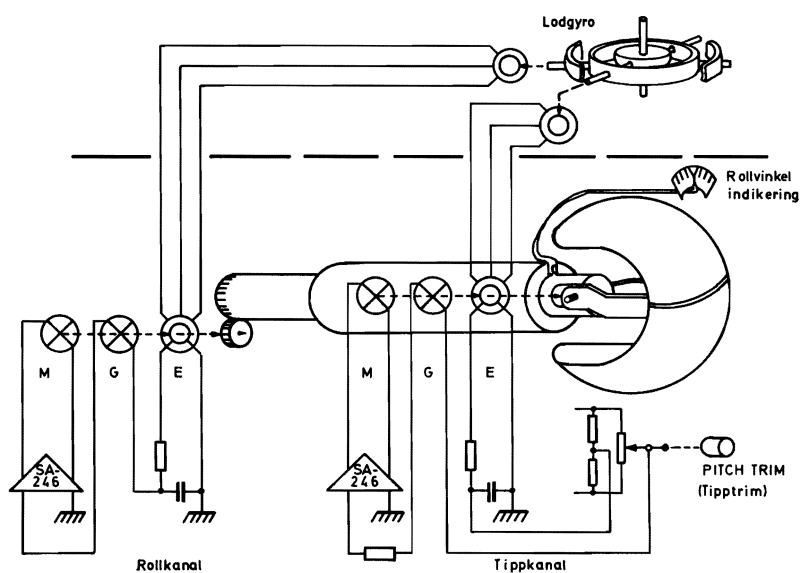 Lodgyro
Rollvinkel
indikering
M
G
E
M
G
E
SA-
246
SA-
246
PITCH TRIM
(Tipptrim)
Rollkanal
Tippkanal